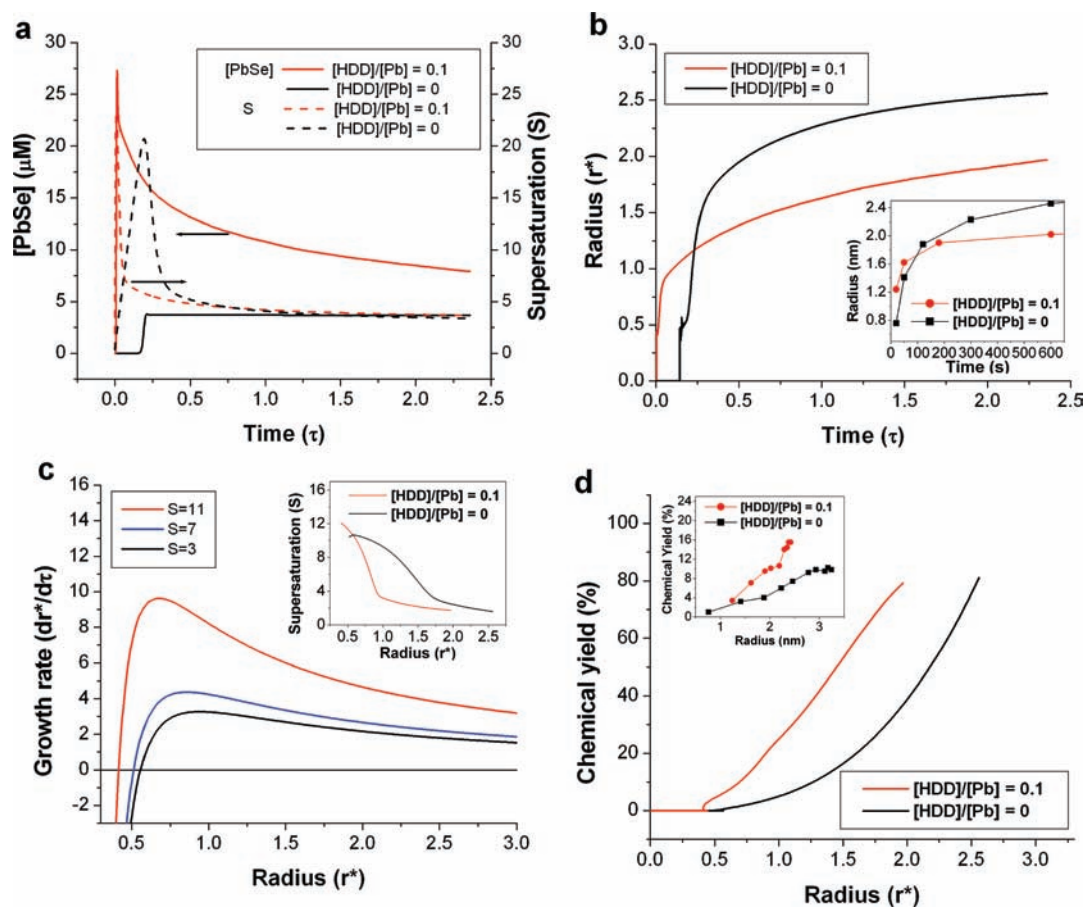 a
30
25
20
15
10
5
0
[PbSe] (μM)
[PbSe] [HDD]/[Pb] = 0.1
[HDD]/[Pb] = 0
S [HDD]/[Pb] = 0.1
[HDD]/[Pb] = 0
30
25
20
15
10
5
0
Supersaturation (S)
0.0 0.5 1.0 1.5 2.0 2.5
Time (τ)
b
3.0
2.5
2.0
1.5
1.0
0.5
0.0
Radius (r*)
[HDD]/[Pb] = 0.1
[HDD]/[Pb] = 0
2.4
2.0
1.6
1.2
0.8
Radius (nm)
[HDD]/[Pb] = 0.1
[HDD]/[Pb] = 0
0 100 200 300 400 500 600
Time (s)
0.0 0.5 1.0 1.5 2.0 2.5
Time (τ)
c
16
14
12
10
8
6
4
2
0
-2
Growth rate (dr*/dτ)
S=11
S=7
S=3
16
12
8
4
0
Supersaturation (S)
[HDD]/[Pb] = 0.1
[HDD]/[Pb] = 0
0.5 1.0 1.5 2.0 2.5
Radius (r*)
0.5 1.0 1.5 2.0 2.5 3.0
Radius (r*)
d
100
80
60
40
20
0
Chemical yield (%)
24
20
16
12
8
4
0
Chemical Yield (%)
[HDD]/[Pb] = 0.1
[HDD]/[Pb] = 0
1 2 3
Radius (nm)
[HDD]/[Pb] = 0.1
[HDD]/[Pb] = 0
0.0 0.5 1.0 1.5 2.0 2.5 3.0
Radius (r*)